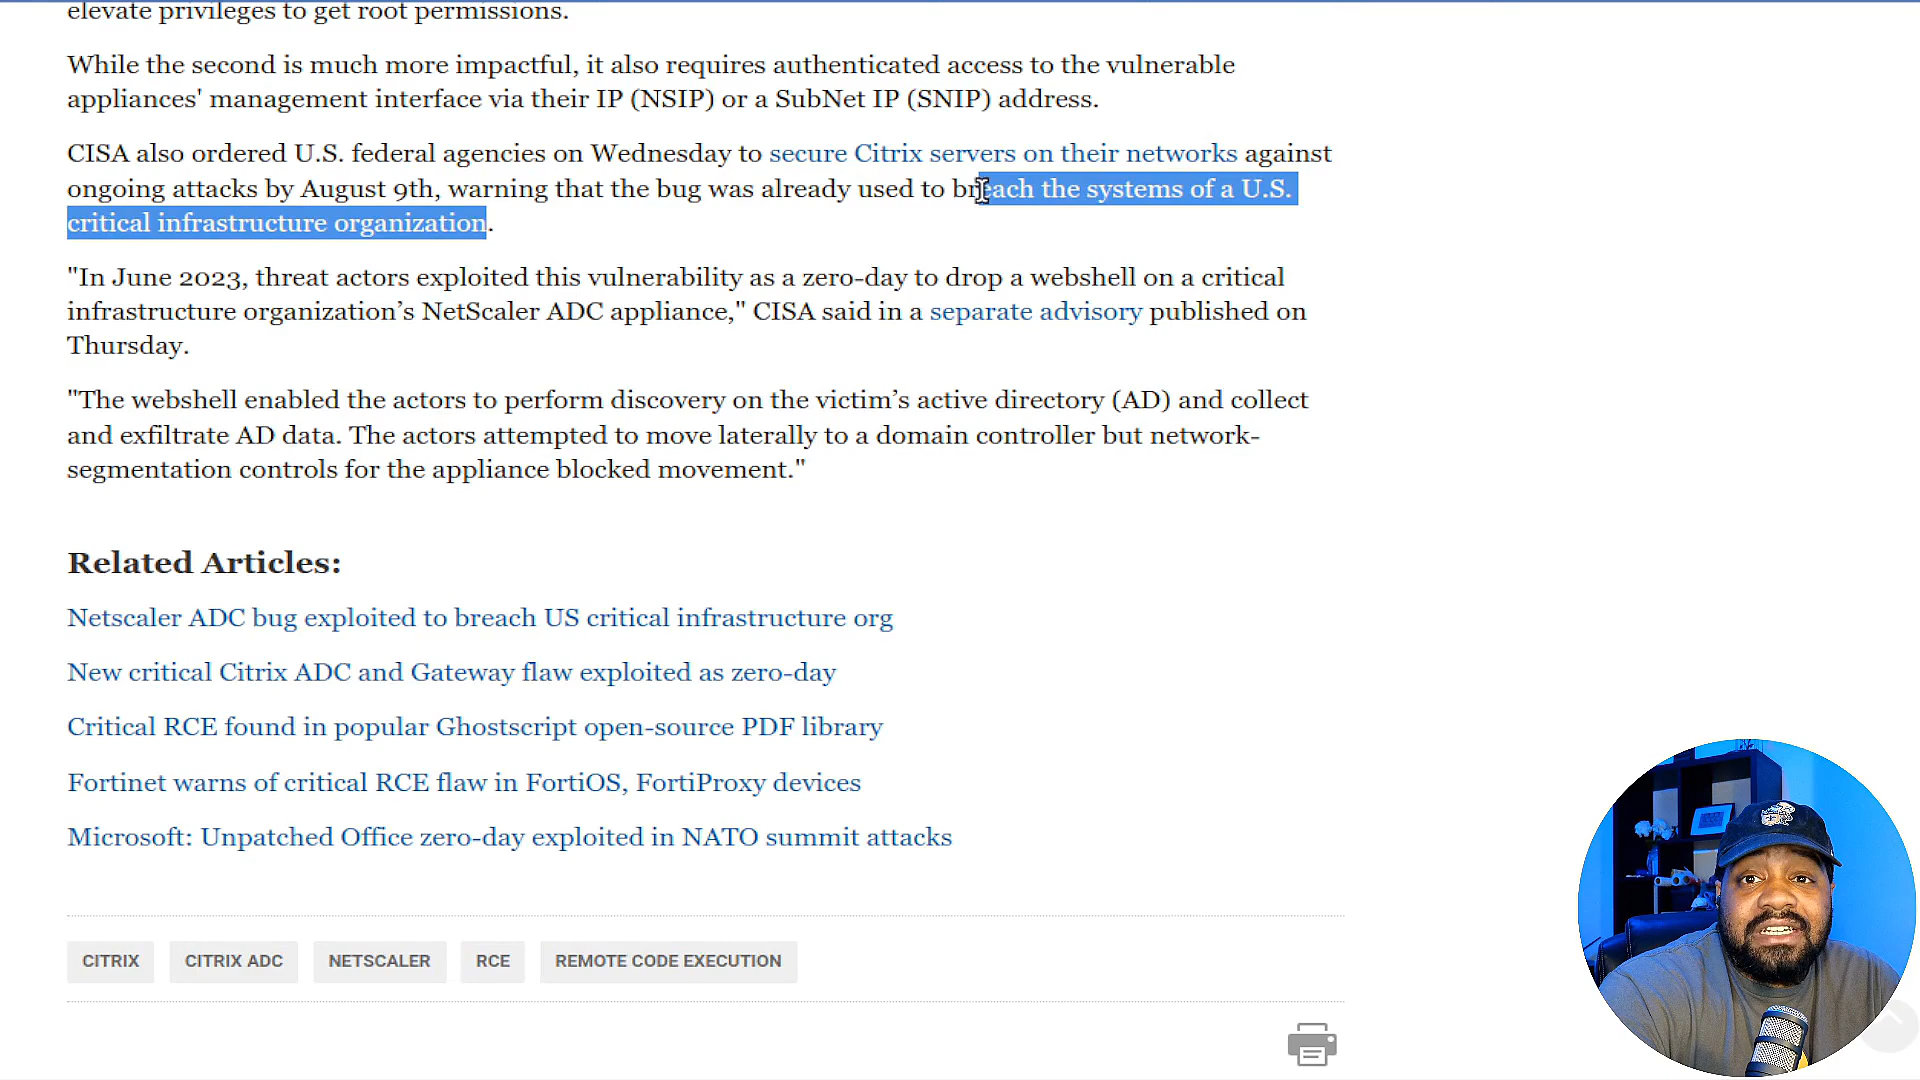 elevate privileges to get root permissions.
While the second is much more impactful, it also requires authenticated access to the vulnerable
appliances' management interface via their IP (NSIP) or a SubNet IP (SNIP) address.
CISA also ordered U.S. federal agencies on Wednesday to secure Citrix servers on their networks against
ongoing attacks by August 9th, warning that the bug was already used to breach the systems of a U.S.
critical infrastructure organization.
"In June 2023, threat actors exploited this vulnerability as a zero-day to drop a webshell on a critical
infrastructure organization’s NetScaler ADC appliance," CISA said in a separate advisory published on
Thursday.
"The webshell enabled the actors to perform discovery on the victim’s active directory (AD) and collect
and exfiltrate AD data. The actors attempted to move laterally to a domain controller but network-
segmentation controls for the appliance blocked movement."
Related Articles:
Netscaler ADC bug exploited to breach US critical infrastructure org
New critical Citrix ADC and Gateway flaw exploited as zero-day
Critical RCE found in popular Ghostscript open-source PDF library
Fortinet warns of critical RCE flaw in FortiOS, FortiProxy devices
Microsoft: Unpatched Office zero-day exploited in NATO summit attacks
CITRIX CITRIX ADC NETSCALER RCE REMOTE CODE EXECUTION